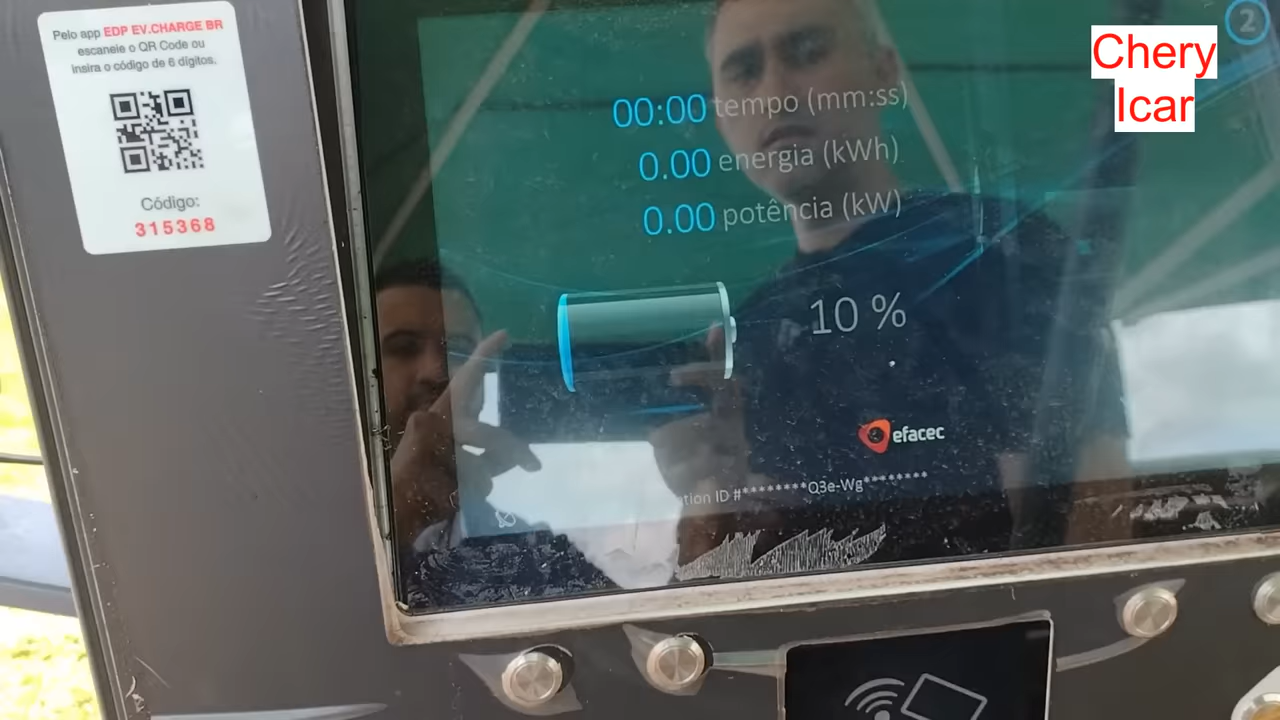 Pelo app EDP EV.CHARGE BR
escaneie o QR Code ou
insira o código de 6 dígitos.
Código:
315368
2
Chery
Icar
00:00 tempo (mm:ss)
0.00 energia (kWh)
0.00 potência (kW)
10 %
efacec
tion ID #********Q3e-Wg********